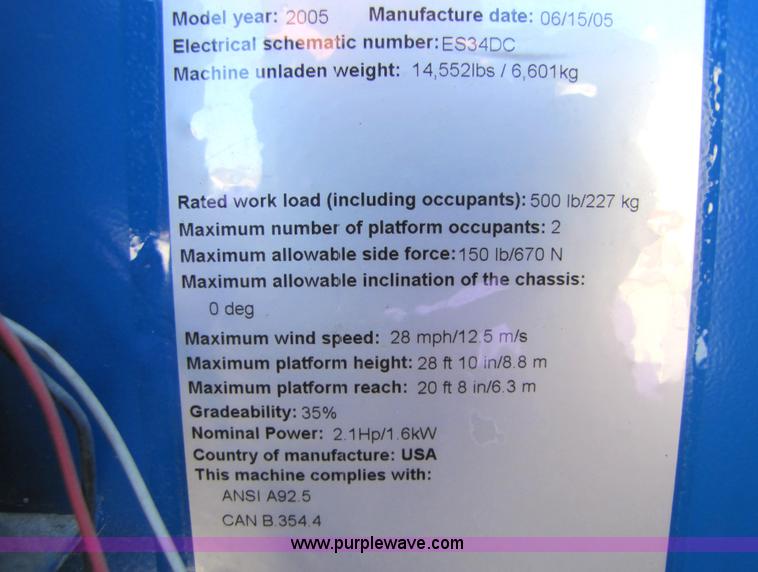 Model year: 2005 Manufacture date: 06/15/05
Electrical schematic number: ES34DC
Machine unladen weight: 14,552lbs / 6,601kg
Rated work load (including occupants): 500 lb/227 kg
Maximum number of platform occupants: 2
Maximum allowable side force: 150 lb/670 N
Maximum allowable inclination of the chassis:
0 deg
Maximum wind speed: 28 mph/12.5 m/s
Maximum platform height: 28 ft 10 in/8.8 m
Maximum platform reach: 20 ft 8 in/6.3 m
Gradeability: 35%
Nominal Power: 2.1Hp/1.6kW
Country of manufacture: USA
This machine complies with:
ANSI A92.5
CAN B.354.4
www.purplewave.com